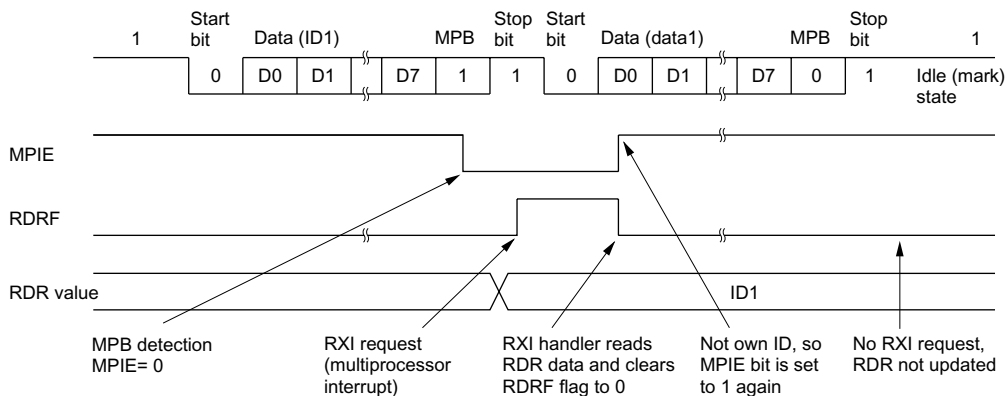 1 Start bit Data (ID1) MPB Stop bit Start bit Data (data1) MPB Stop bit 1
0 D0 D1 D7 1 1 0 D0 D1 D7 0 1 Idle (mark) state
MPIE
RDRF
RDR value ID1
MPB detection
MPIE= 0
RXI request
(multiprocessor
interrupt)
RXI handler reads
RDR data and clears
RDRF flag to 0
Not own ID, so
MPIE bit is set
to 1 again
No RXI request,
RDR not updated